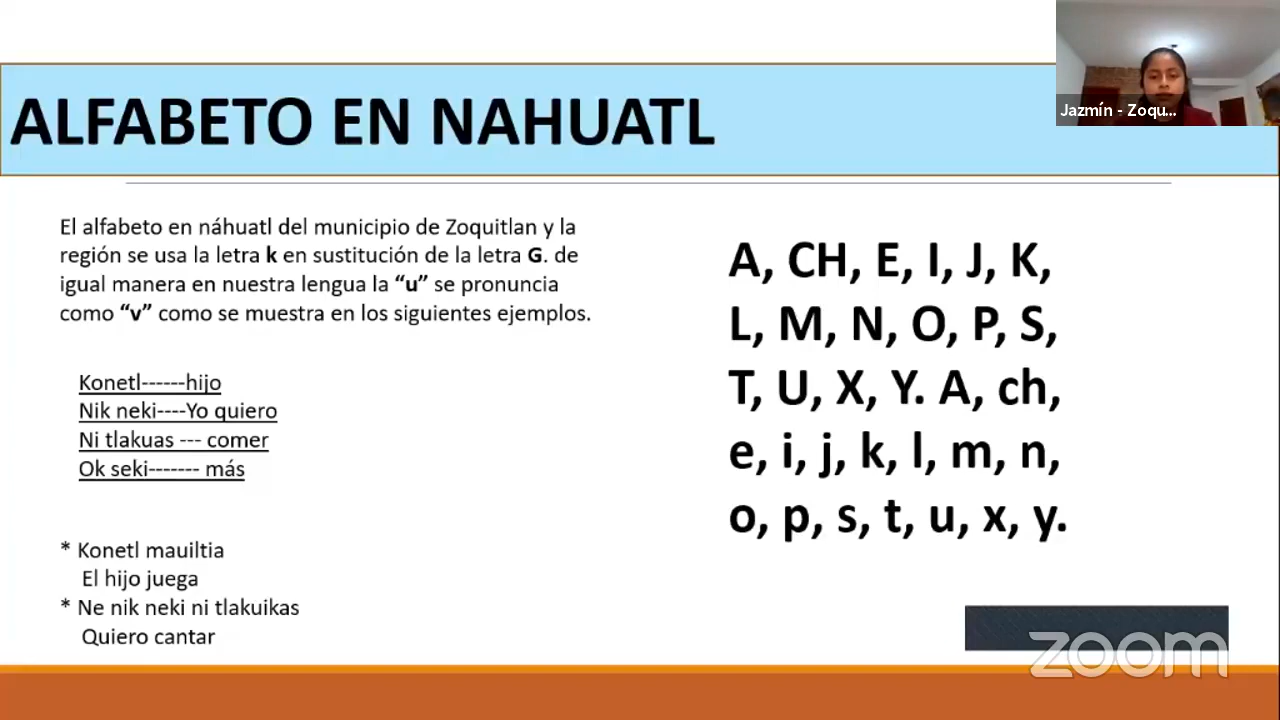 ALFABETO EN NAHUATL
Jazmín - Zoqu...
El alfabeto en náhuatl del municipio de Zoquitlan y la
región se usa la letra k en sustitución de la letra G. de
igual manera en nuestra lengua la “u” se pronuncia
como “v” como se muestra en los siguientes ejemplos.
Konetl------hijo
Nik neki----Yo quiero
Ni tlakuas --- comer
Ok seki------- más
* Konetl mauiltia
El hijo juega
* Ne nik neki ni tlakuikas
Quiero cantar
A, CH, E, I, J, K,
L, M, N, O, P, S,
T, U, X, Y. A, ch,
e, i, j, k, l, m, n,
o, p, s, t, u, x, y.
zoom